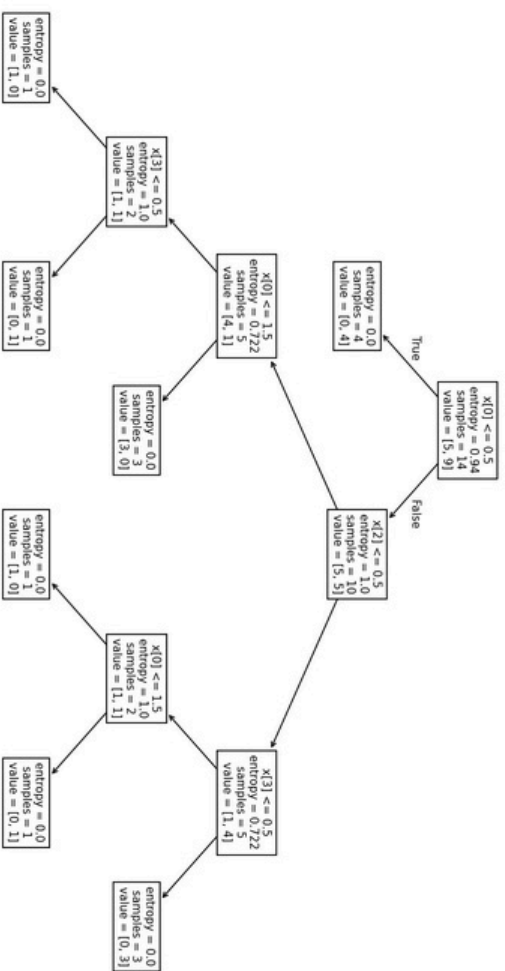 x[0] <= 0.5
entropy = 0.94
samples = 14
value = [5, 9]
True
False
entropy = 0.0
samples = 4
value = [0, 4]
x[2] <= 0.5
entropy = 1.0
samples = 10
value = [5, 5]
x[0] <= 1.5
entropy = 0.722
samples = 5
value = [4, 1]
x[3] <= 0.5
entropy = 0.722
samples = 5
value = [1, 4]
x[3] <= 0.5
entropy = 1.0
samples = 2
value = [1, 1]
entropy = 0.0
samples = 3
value = [3, 0]
x[0] <= 1.5
entropy = 1.0
samples = 2
value = [1, 1]
entropy = 0.0
samples = 3
value = [0, 3]
entropy = 0.0
samples = 1
value = [1, 0]
entropy = 0.0
samples = 1
value = [0, 1]
entropy = 0.0
samples = 1
value = [1, 0]
entropy = 0.0
samples = 1
value = [0, 1]